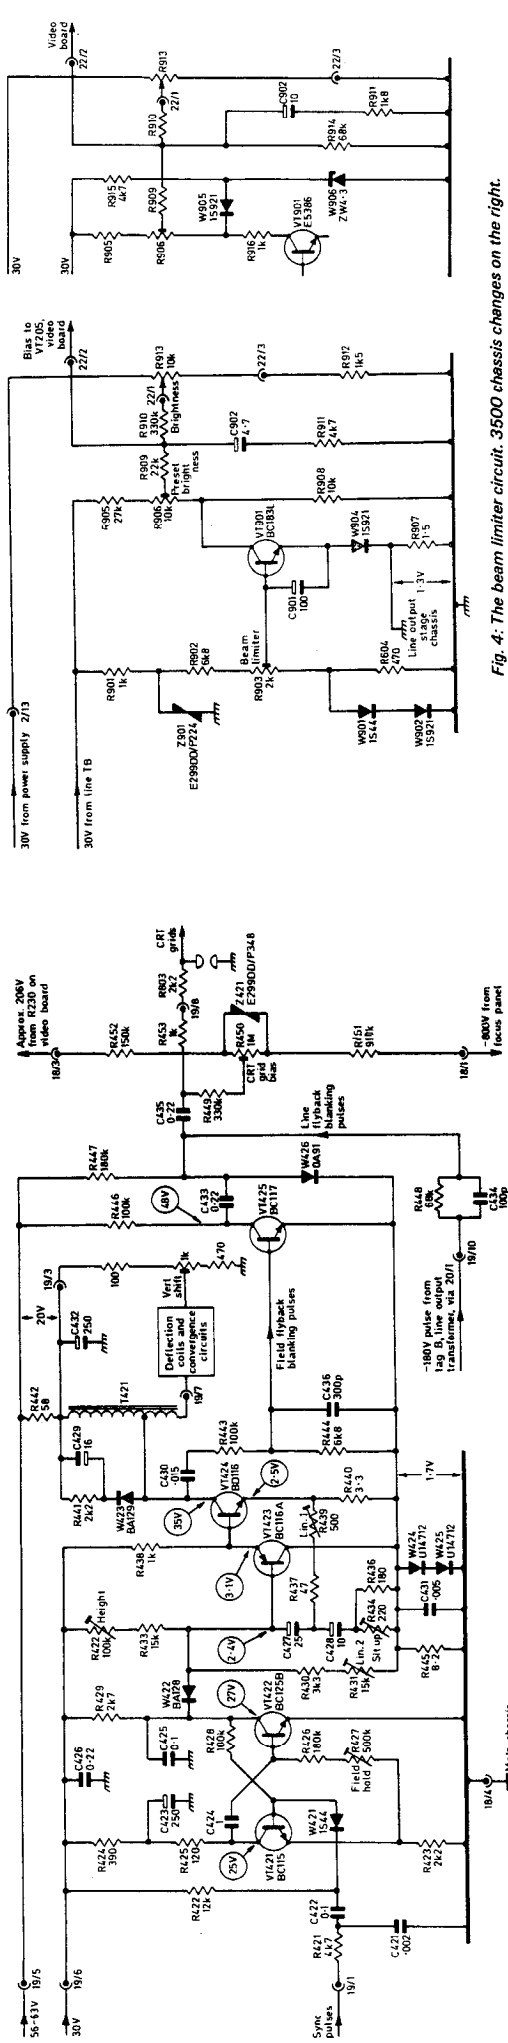 56-63V
19/5
30V
19/6
Sync
pulses
19/1
R421
4k7
C421
·002
C422
0·1
R422
12k
R424
390
R425
120
C423
250
C424
25V
VT421
BC115
W421
1S44
R423
2k2
C426
0·22
R429
2k7
C425
0·1
R428
100k
27V
VT422
BC125B
R426
180k
R427
500k
Field
hold
W422
BA128
R422
100k
Height
R433
15k
2·4V
C427
25
C428
10
R430
3k3
R431
15k
Lin. 2
R434
220
Sit up
R436
180
R437
47
R438
1k
3·1V
VT423
BC116A
Lin. 1
R439
500
R440
3·3
R445
8·2
C431
·005
W424
U14712
W425
U14712
1·7V
18/4
R441
2k2
C429
16
W423
BA129
C430
·015
35V
VT424
BD116
2·5V
R442
58
20V
C432
250
T421
19/3
19/7
Deflection
coils and
convergence
circuits
Vert
shift
1k
100
470
R443
100k
R444
6k8
C436
300p
Field flyback
blanking pulses
R446
100k
48V
C433
0·22
VT425
BC117
R447
180k
W426
0A91
C435
0·22
R449
330k
R453
1k
19/8
R803
2k2
CRT
grids
Approx. 206V
from R230 on
video board
18/3
R452
150k
R450
1M
CRT
grid
bias
Z421
E299DD/P348
18/1
-800V from
focus panel
Line flyback
blanking
pulses
R448
68k
C434
100p
19/10
-180V pulse from
tag B, line output
transformer, via 20/1
30V from power supply 2/13
30V from line TB
R901
1k
Z901
E299DD/P224
R902
6k8
Beam
limiter
R903
2k
W901
1S44
W902
1S921
R604
470
C901
100
VT901
BC183L
W904
1S921
Line output
stage
chassis
1·3V
R907
1·5
R905
27k
R906
10k
Preset
bright
ness
R908
10k
R909
22k
R910
330k
22/1
Brightness
R913
10k
C902
4·7
R911
4k7
R912
1k5
22/3
Bias to
VT205,
video
board
22/2
30V
30V
R905
R906
R915
4k7
R909
R910
22/1
R913
Video
board
22/2
22/3
W905
1S921
W906
ZW4·3
R916
1k
VT901
E5386
C902
10
R914
68k
R911
1k8
Fig. 4: The beam limiter circuit. 3500 chassis changes on the right.